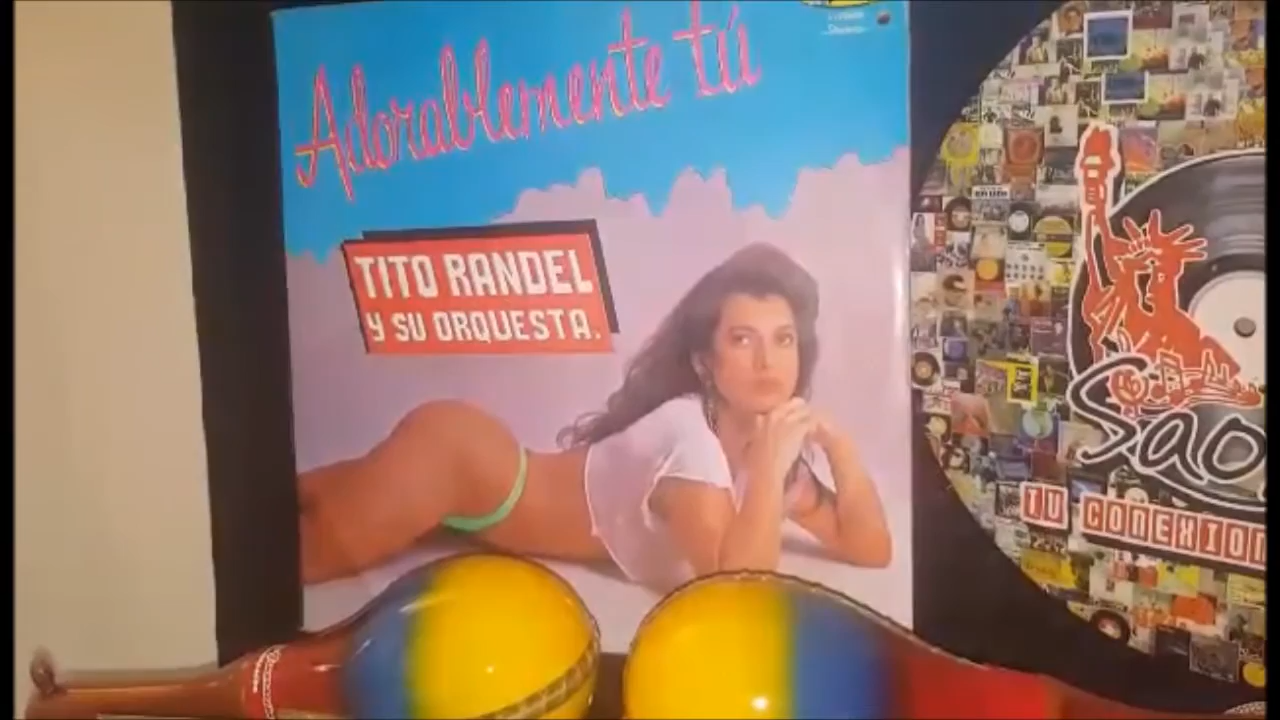 Adorablemente tú
TITO RANDEL
Y SU ORQUESTA.
Sao
TU CONEXION